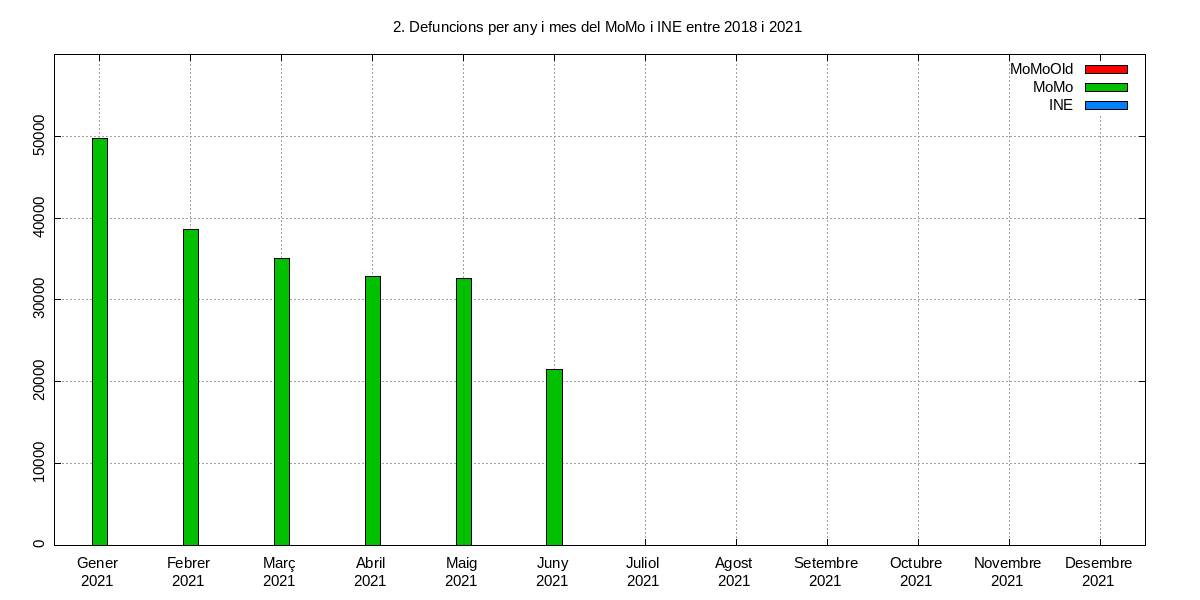 2. Defuncions per any i mes del MoMo i INE entre 2018 i 2021
MoMoOld
MoMo
INE
50000
40000
30000
20000
10000
0
Gener Febrer Març Abril Maig Juny Juliol Agost Setembre Octubre Novembre Desembre
2021 2021 2021 2021 2021 2021 2021 2021 2021 2021 2021 2021